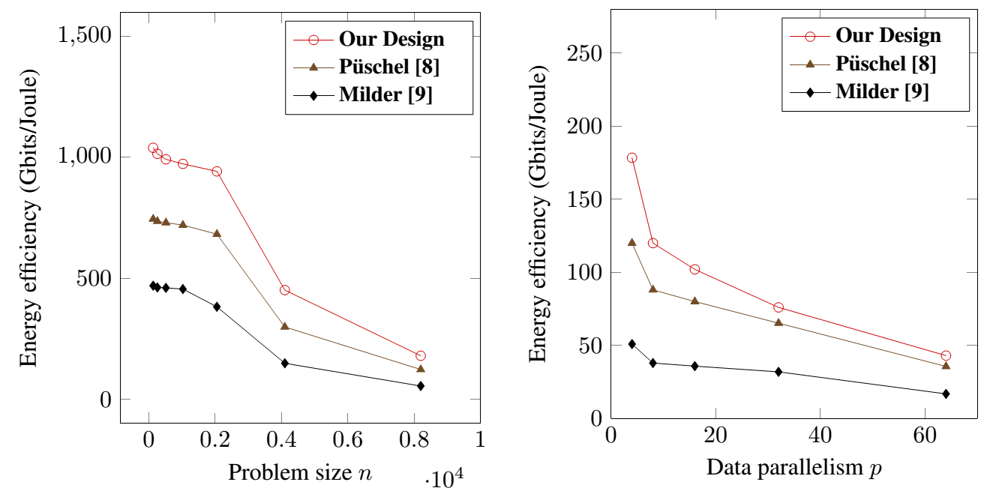 1,500
1,000
500
0
Energy efficiency (Gbits/Joule)
Our Design
Püschel [8]
Milder [9]
0 0.2 0.4 0.6 0.8 1
Problem size n
·10⁴
250
200
150
100
50
0
Energy efficiency (Gbits/Joule)
Our Design
Püschel [8]
Milder [9]
0 20 40 60
Data parallelism p